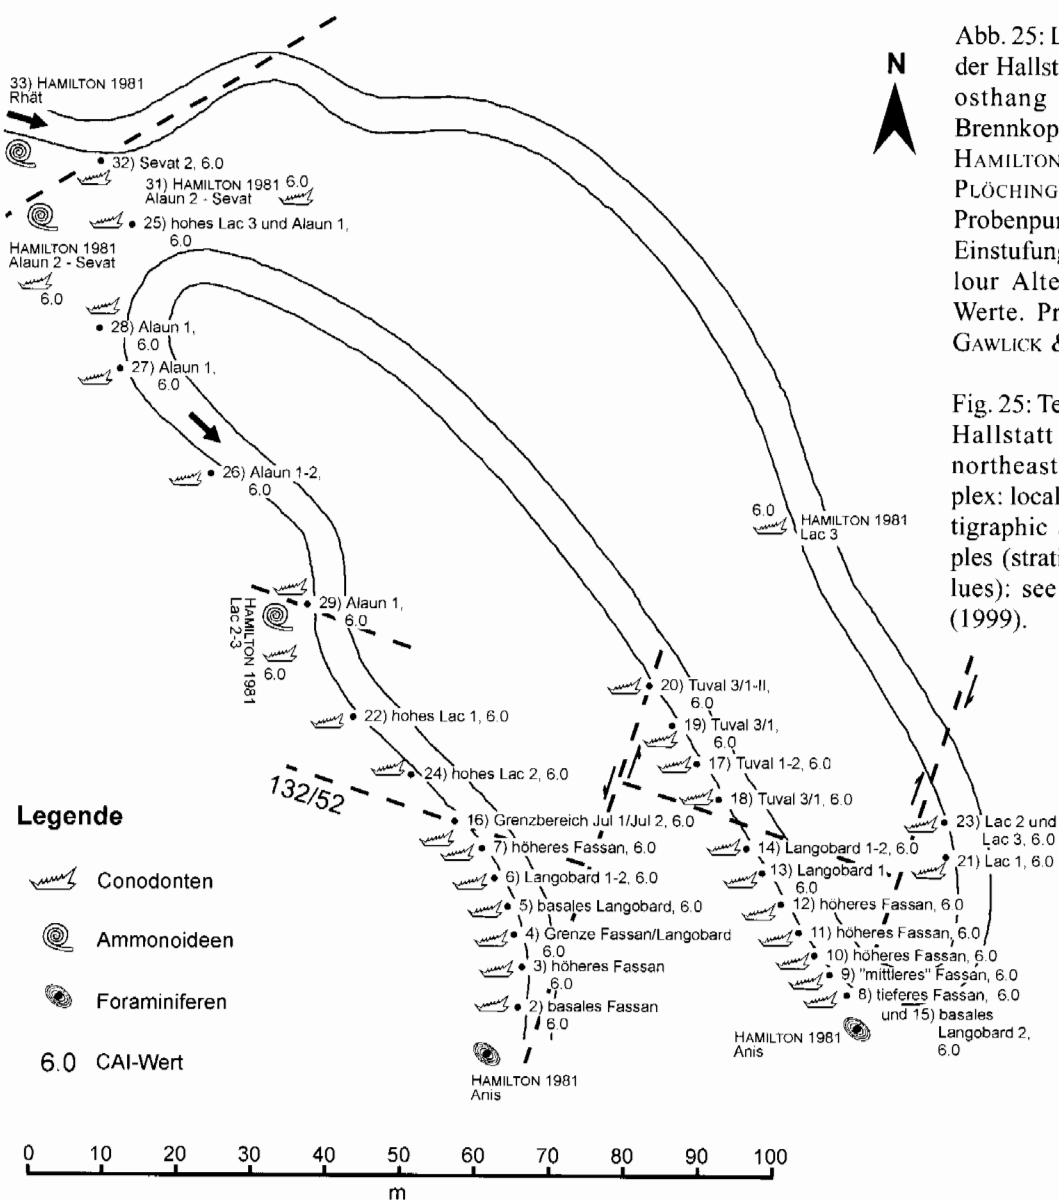 33) HAMILTON 1981
Rhät
32) Sevat 2, 6.0
31) HAMILTON 1981 6.0
Alaun 2 - Sevat
25) hohes Lac 3 und Alaun 1,
6.0
HAMILTON 1981
Alaun 2 - Sevat
6.0
28) Alaun 1,
6.0
27) Alaun 1,
6.0
26) Alaun 1-2,
6.0
29) Alaun 1,
6.0
HAMILTON 1981
Lac 2-3
6.0
22) hohes Lac 1, 6.0
24) hohes Lac 2, 6.0
132/52
16) Grenzbereich Jul 1/Jul 2, 6.0
7) höheres Fassan, 6.0
6) Langobard 1-2, 6.0
5) basales Langobard, 6.0
4) Grenze Fassan/Langobard
6.0
3) höheres Fassan
6.0
2) basales Fassan
6.0
HAMILTON 1981
Anis
6.0
HAMILTON 1981
Lac 3
20) Tuval 3/1-II,
6.0
19) Tuval 3/1,
6.0
17) Tuval 1-2, 6.0
18) Tuval 3/1, 6.0
14) Langobard 1-2, 6.0
13) Langobard 1,
6.0
12) höheres Fassan, 6.0
11) höheres Fassan, 6.0
10) höheres Fassan, 6.0
9) "mittleres" Fassan, 6.0
8) tieferes Fassan, 6.0
und 15) basales
Langobard 2,
6.0
HAMILTON 1981
Anis
23) Lac 2 und
Lac 3, 6.0
21) Lac 1, 6.0
N
Legende
Conodonten
Ammonoideen
Foraminiferen
6.0 CAI-Wert
0 10 20 30 40 50 60 70 80 90 100
m
Abb. 25: L
der Hallst
osthang
Brennkop
HAMILTON
PLÖCHING
Probenpun
Einstufung
lour Alte
Werte. Pr
GAWLICK &
Fig. 25: Te
Hallstatt
northeast
plex: local
tigraphic
ples (strati
lues): see
(1999).